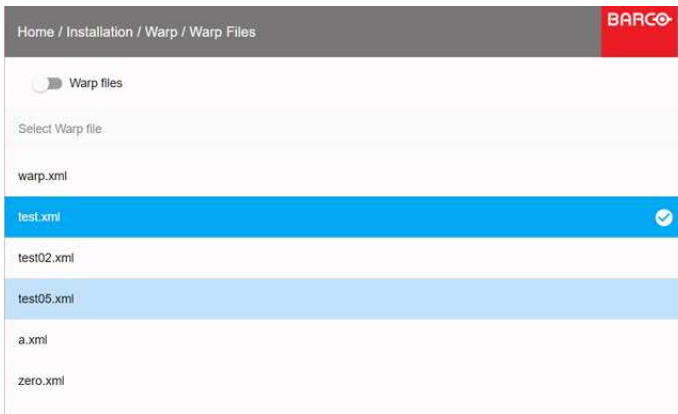 Home / Installation / Warp / Warp Files
BARCO
Warp files
Select Warp file
warp.xml
test.xml
test02.xml
test05.xml
a.xml
zero.xml